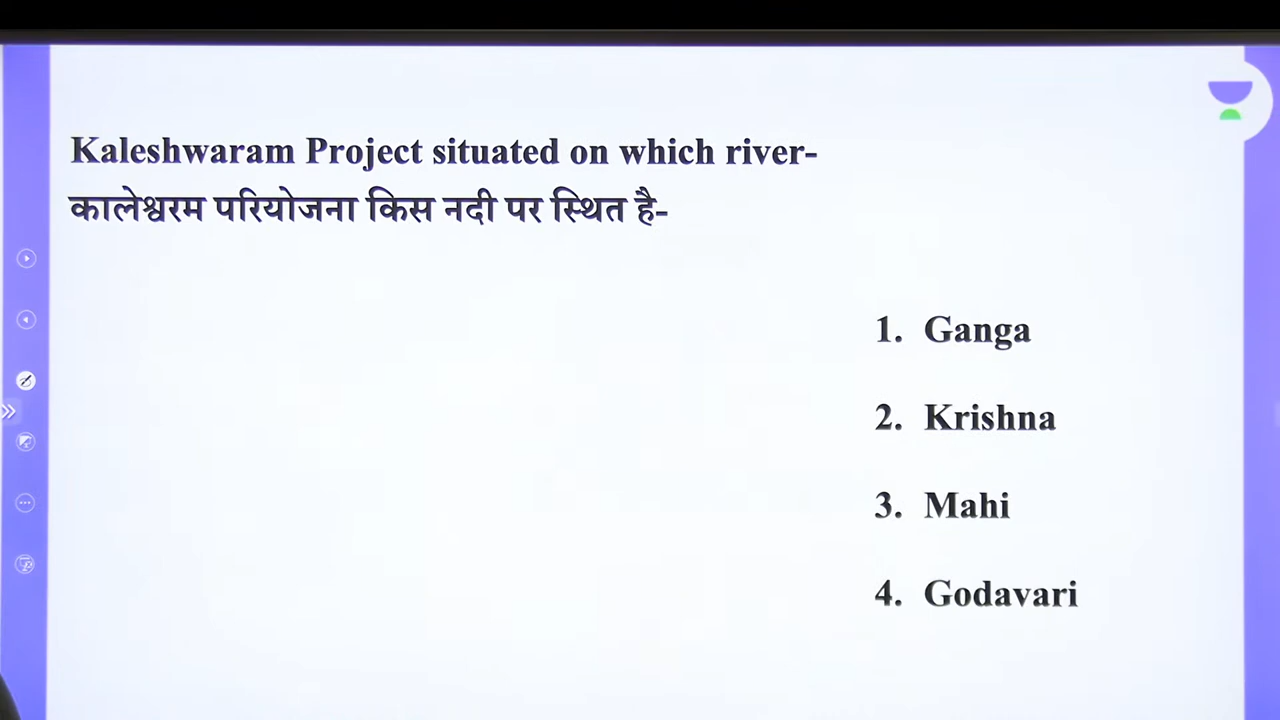 Kaleshwaram Project situated on which river-
कालेश्वरम परियोजना किस नदी पर स्थित है-
1. Ganga
2. Krishna
3. Mahi
4. Godavari